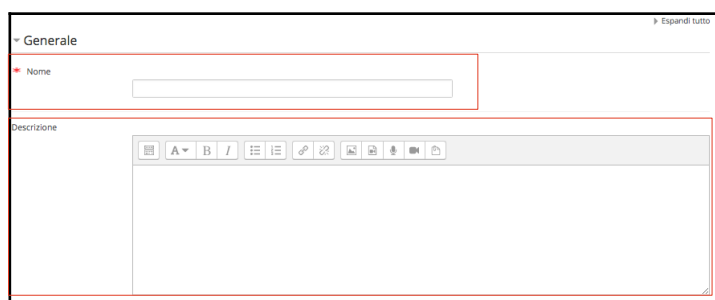 Espandi tutto
Generale
* Nome
Descrizione
A B I